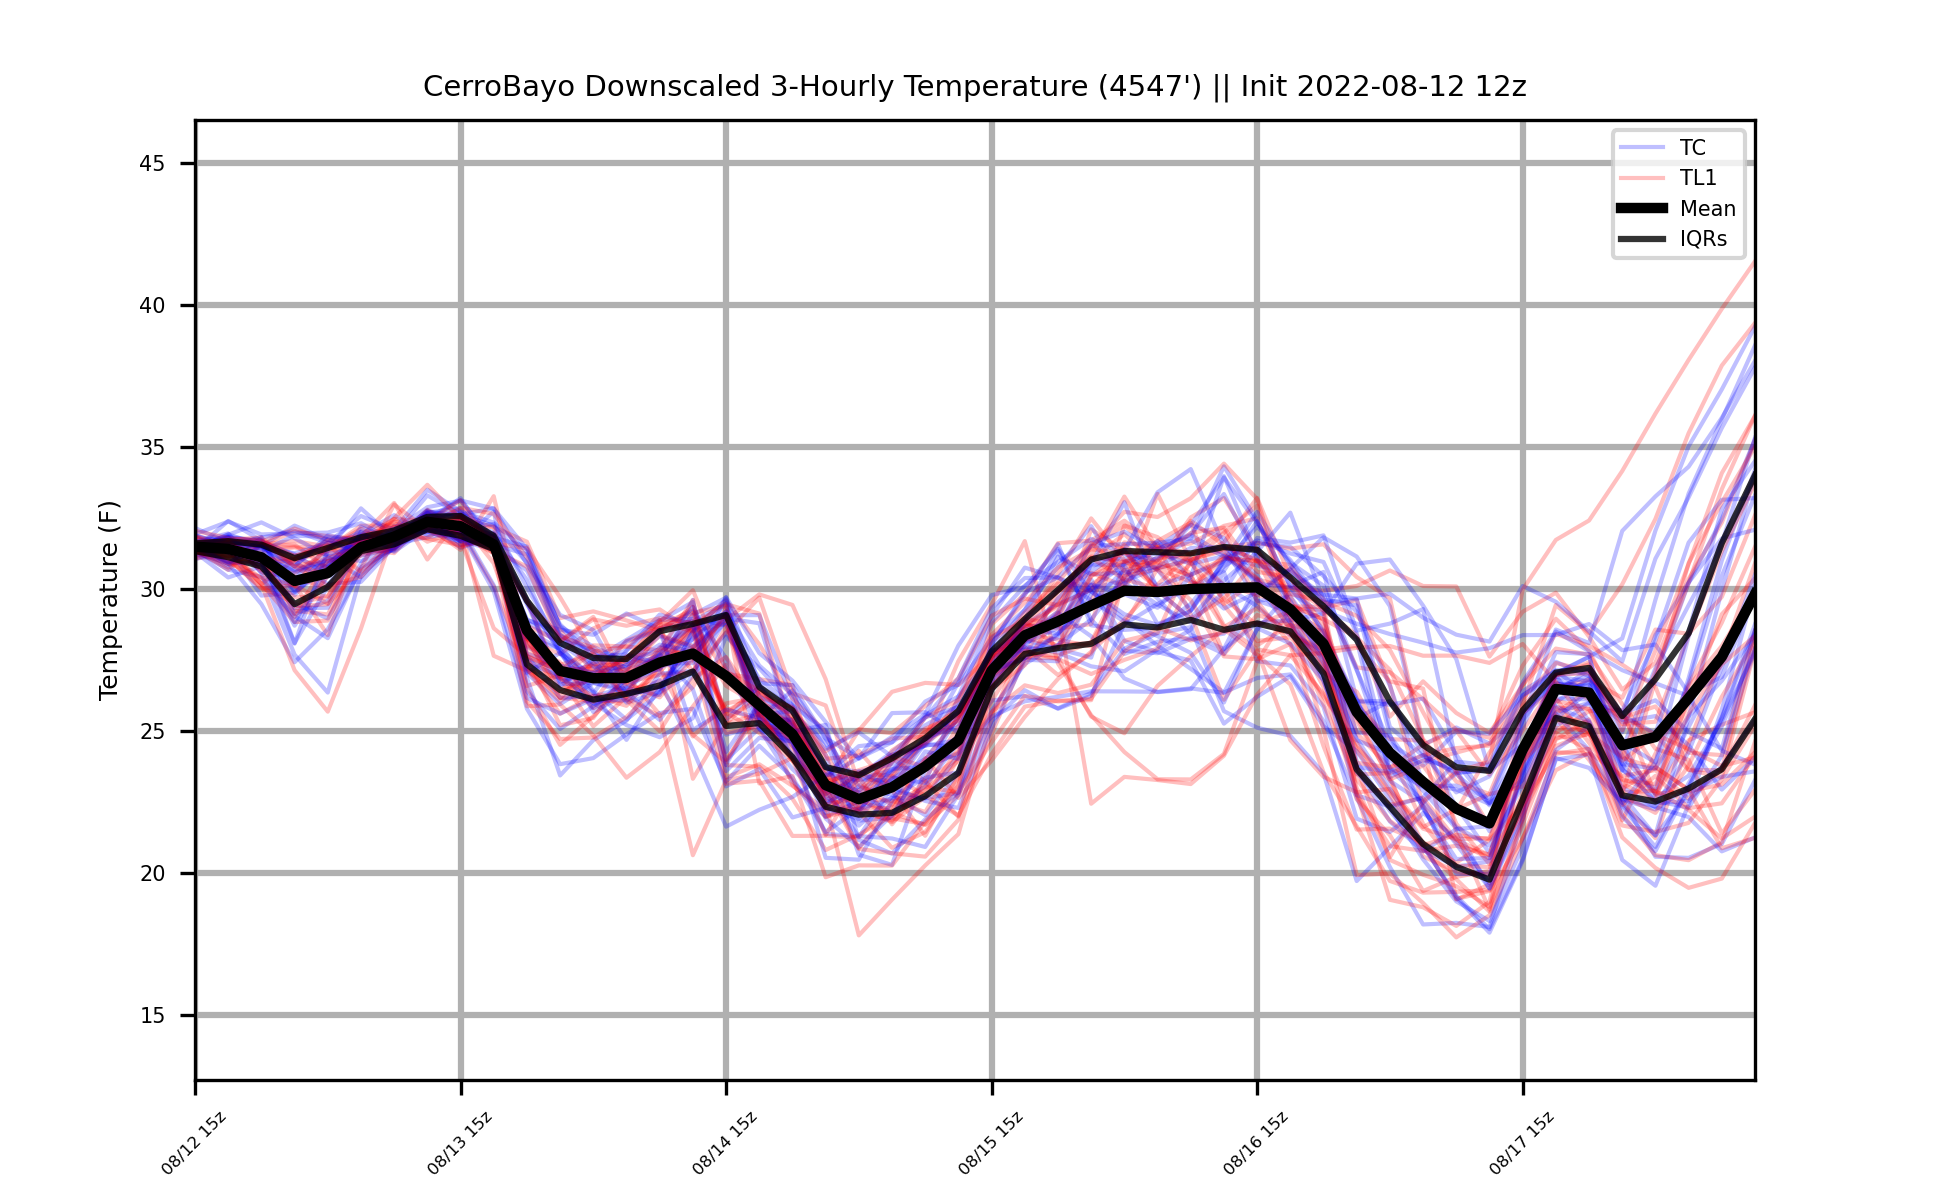 CerroBayo Downscaled 3-Hourly Temperature (4547') || Init 2022-08-12 12z
TC
TL1
Mean
IQRs
Temperature (F)
45
40
35
30
25
20
15
08/12 15z
08/13 15z
08/14 15z
08/15 15z
08/16 15z
08/17 15z